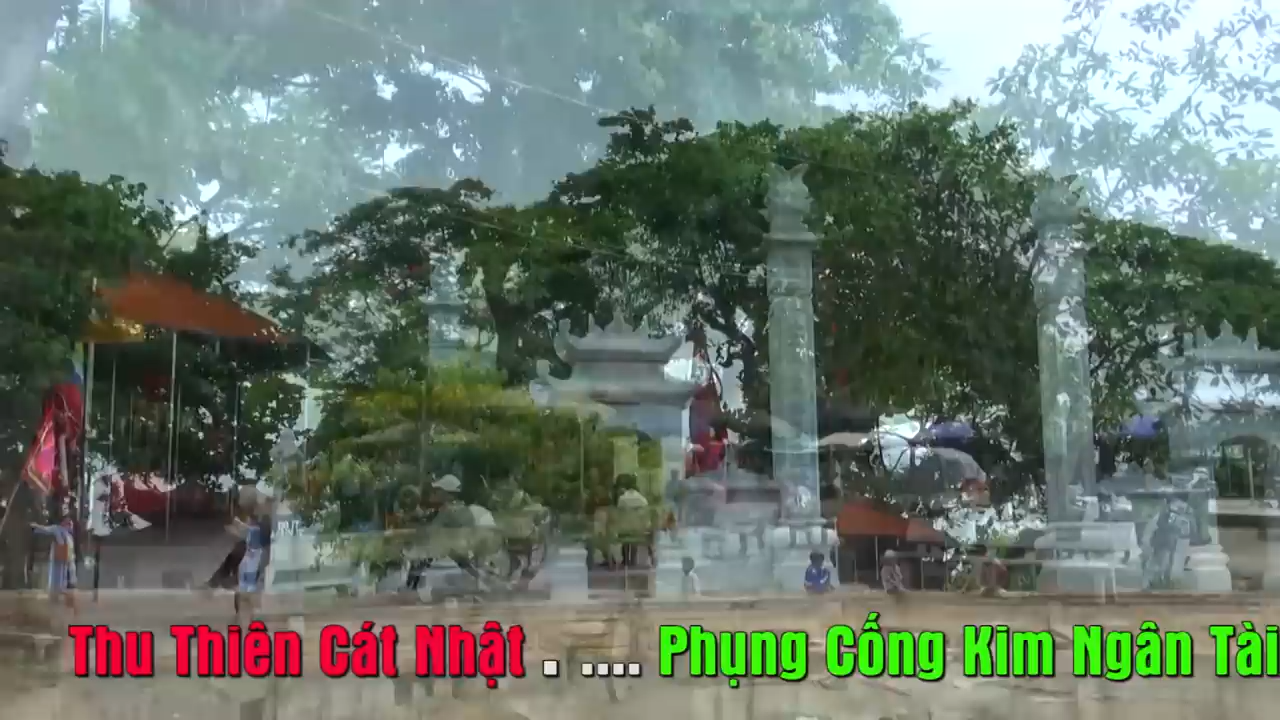 Thu Thiên Cát Nhật . .... Phụng Cống Kim Ngân Tài